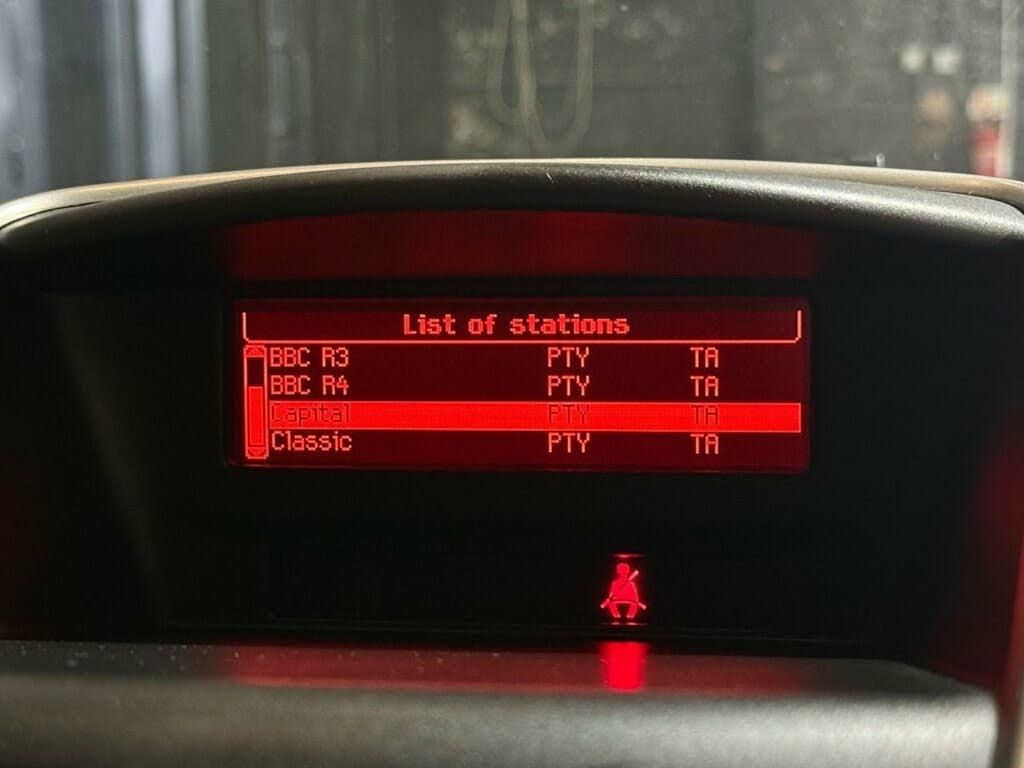 List of stations
BBC R3 PTY TA
BBC R4 PTY TA
Capital PTY TA
Classic PTY TA